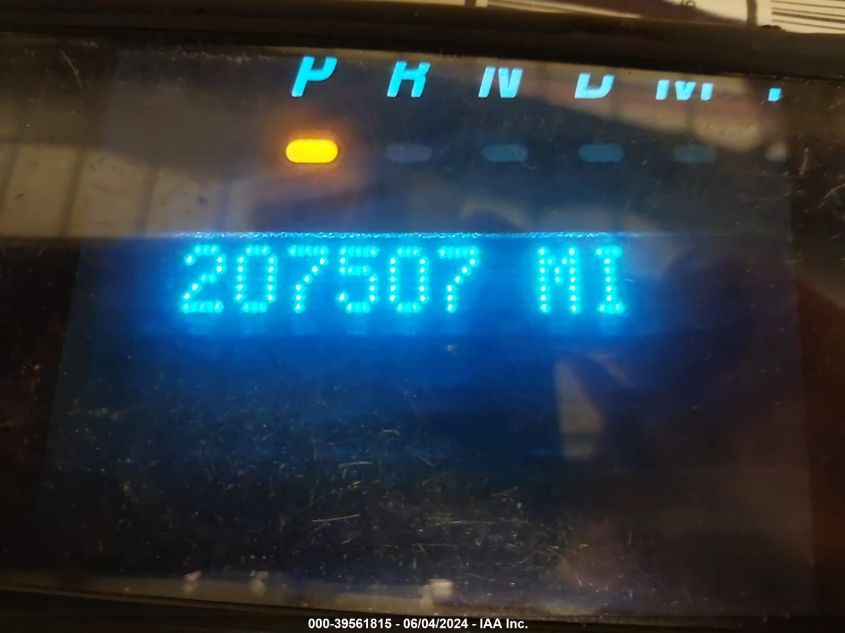 P R N D M
207507 MI
000-39561815 - 06/04/2024 - IAA Inc.